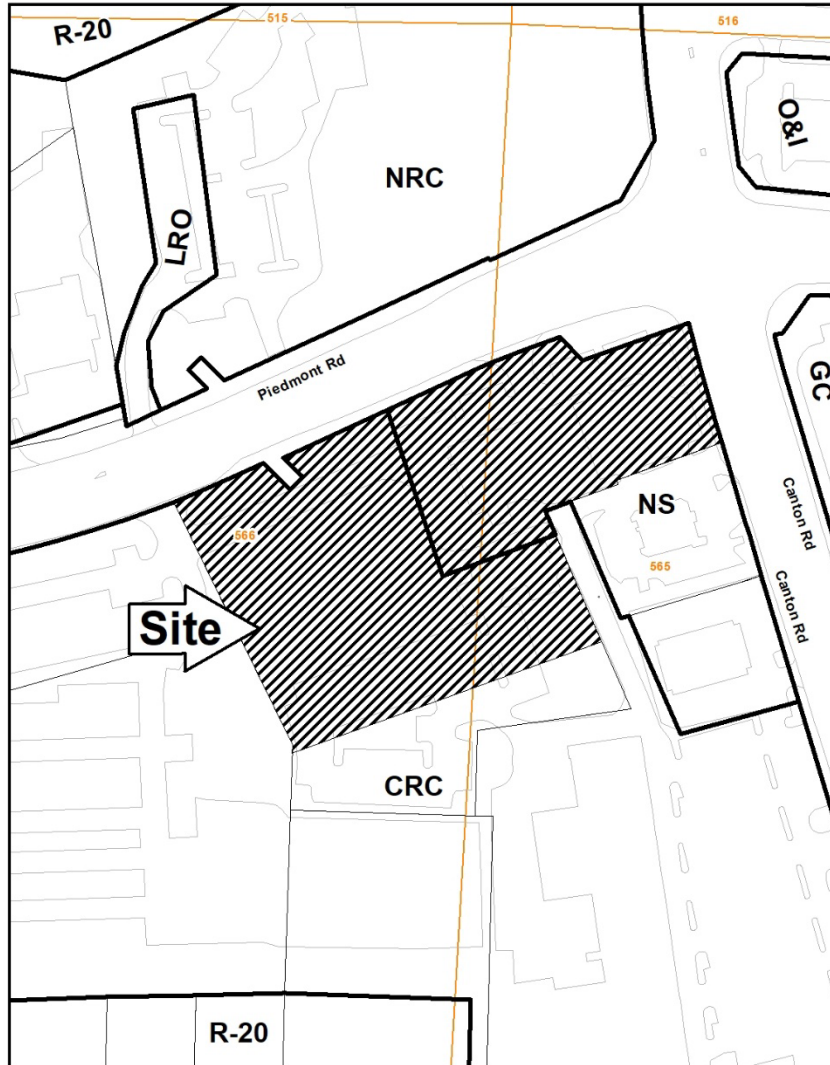 515
516
R-20
O&I
NRC
LRO
Piedmont Rd
GC
Canton Rd
NS
566
565
Canton Rd
Site
CRC
R-20